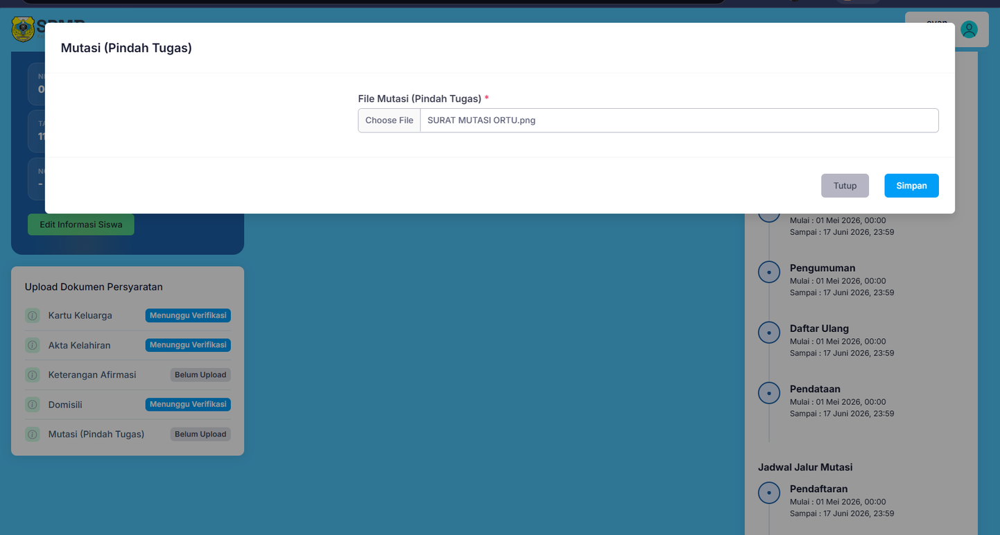 Mutasi (Pindah Tugas)
File Mutasi (Pindah Tugas) *
Choose File
SURAT MUTASI ORTU.png
Tutup
Simpan
Edit Informasi Siswa
Upload Dokumen Persyaratan
Kartu Keluarga
Menunggu Verifikasi
Akta Kelahiran
Menunggu Verifikasi
Keterangan Afirmasi
Belum Upload
Domisili
Menunggu Verifikasi
Mutasi (Pindah Tugas)
Belum Upload
Mulai : 01 Mei 2026, 00:00
Sampai : 17 Juni 2026, 23:59
Pengumuman
Mulai : 01 Mei 2026, 00:00
Sampai : 17 Juni 2026, 23:59
Daftar Ulang
Mulai : 01 Mei 2026, 00:00
Sampai : 17 Juni 2026, 23:59
Pendataan
Mulai : 01 Mei 2026, 00:00
Sampai : 17 Juni 2026, 23:59
Jadwal Jalur Mutasi
Pendaftaran
Mulai : 01 Mei 2026, 00:00
Sampai : 17 Juni 2026, 23:59